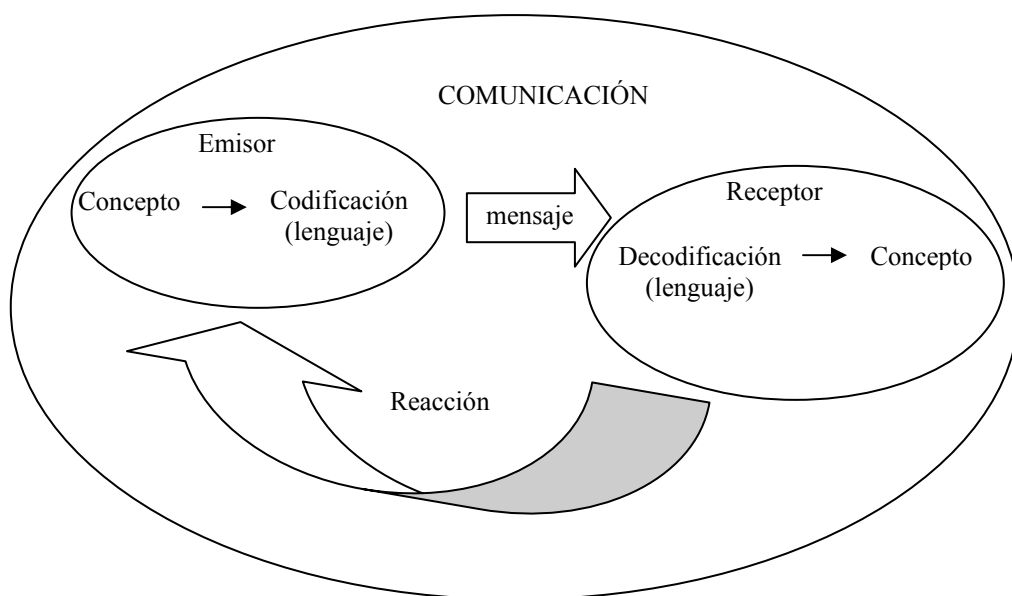 COMUNICACIÓN
Emisor
Concepto
Codificación
(lenguaje)
mensaje
Receptor
Decodificación
(lenguaje)
Concepto
Reacción